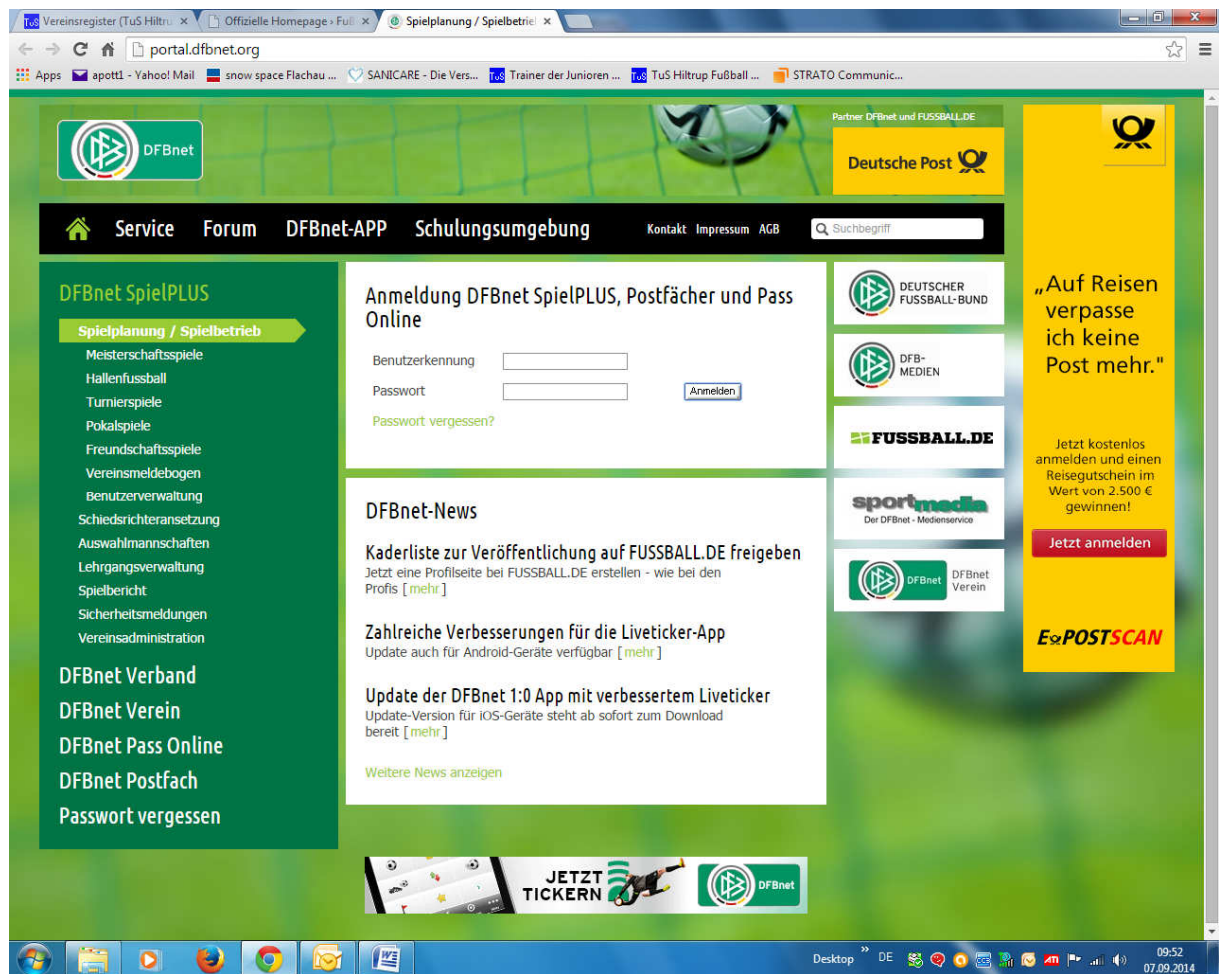 Vereinsregister (TuS Hiltru
Offizielle Homepage › Fuß
Spielplanung / Spielbetrieb
portal.dfbnet.org
Apps
apott1 - Yahoo! Mail
snow space Flachau ...
SANICARE - Die Vers...
TuS
Trainer der Junioren ...
TuS
TuS Hiltrup Fußball ...
STRATO Communic...
DFBnet
Partner DFBnet und FUSSBALL.DE
Deutsche Post
Service Forum DFBnet-APP Schulungsumgebung Kontakt Impressum AGB
Suchbegriff
DFBnet SpielPLUS
Spielplanung / Spielbetrieb
Meisterschaftsspiele
Hallenfussball
Turnierspiele
Pokalspiele
Freundschaftsspiele
Vereinsmeldebogen
Benutzerverwaltung
Schiedsrichteransetzung
Auswahlmannschaften
Lehrgangsverwaltung
Spielbericht
Sicherheitsmeldungen
Vereinsadministration
DFBnet Verband
DFBnet Verein
DFBnet Pass Online
DFBnet Postfach
Passwort vergessen
Anmeldung DFBnet SpielPLUS, Postfächer und Pass
Online
Benutzerkennung
Passwort
Anmelden
Passwort vergessen?
DFBnet-News
Kaderliste zur Veröffentlichung auf FUSSBALL.DE freigeben
Jetzt eine Profilseite bei FUSSBALL.DE erstellen - wie bei den
Profis [ mehr ]
Zahlreiche Verbesserungen für die Liveticker-App
Update auch für Android-Geräte verfügbar [ mehr ]
Update der DFBnet 1:0 App mit verbessertem Liveticker
Update-Version für iOS-Geräte steht ab sofort zum Download
bereit [ mehr ]
Weitere News anzeigen
DEUTSCHER
FUSSBALL-BUND
DFB-
MEDIEN
FUSSBALL.DE
sportmedia
Der DFBnet - Medienservice
DFBnet
DFBnet
Verein
„Auf Reisen
verpasse
ich keine
Post mehr."
Jetzt kostenlos
anmelden und einen
Reisegutschein im
Wert von 2.500 €
gewinnen!
Jetzt anmelden
E POSTSCAN
JETZT
TICKERN
DFBnet
Desktop » DE
ATI
09:52
07.09.2014